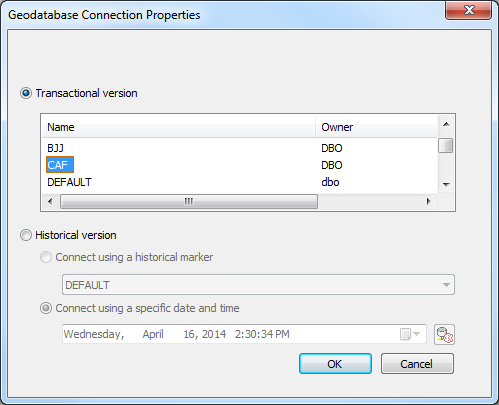 Geodatabase Connection Properties
Transactional version
Name Owner
BJJ DBO
CAF DBO
DEFAULT dbo
Historical version
Connect using a historical marker
DEFAULT
Connect using a specific date and time
Wednesday, April 16, 2014 2:30:34 PM
OK Cancel